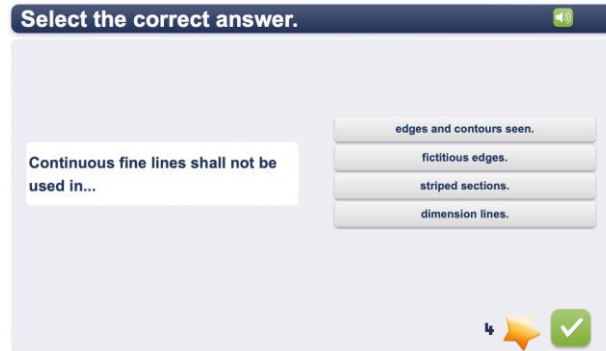 Select the correct answer.
Continuous fine lines shall not be
used in...
edges and contours seen.
fictitious edges.
striped sections.
dimension lines.
4